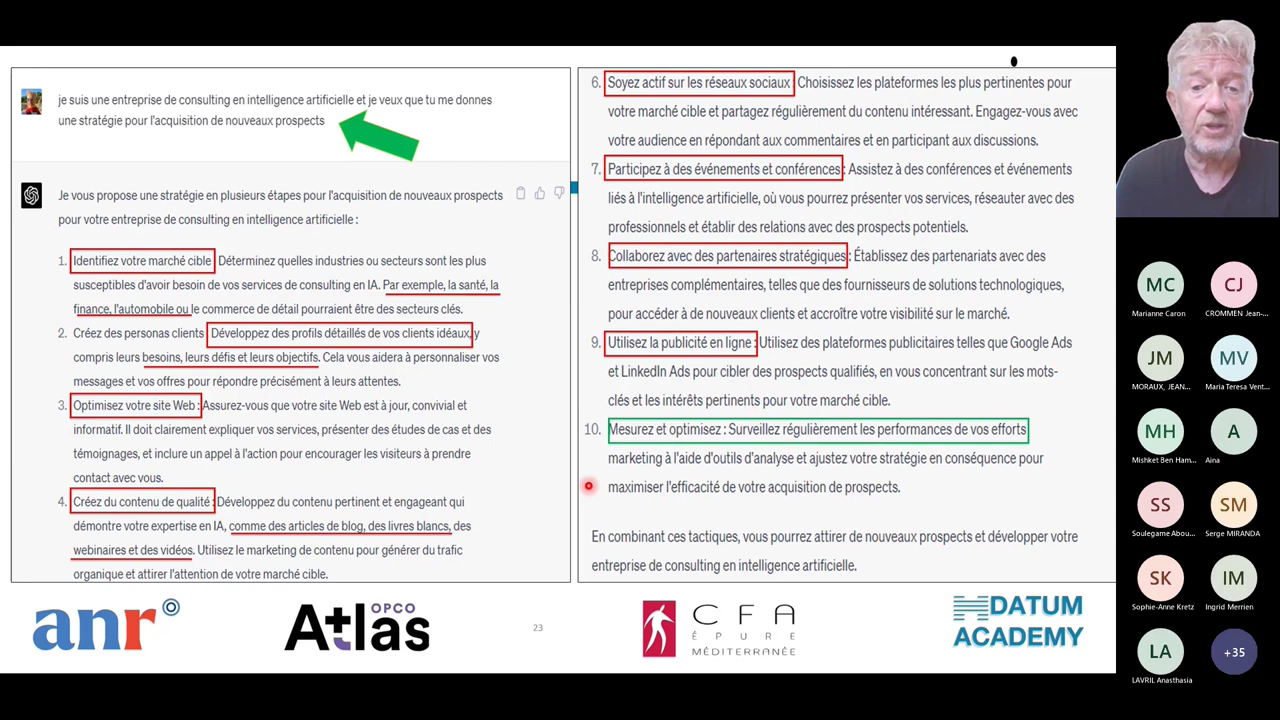 je suis une entreprise de consulting en intelligence artificielle et je veux que tu me donnes
une stratégie pour l'acquisition de nouveaux prospects
Je vous propose une stratégie en plusieurs étapes pour l'acquisition de nouveaux prospects
pour votre entreprise de consulting en intelligence artificielle :
1. Identifiez votre marché cible : Déterminez quelles industries ou secteurs sont les plus
susceptibles d'avoir besoin de vos services de consulting en IA. Par exemple, la santé, la
finance, l'automobile ou le commerce de détail pourraient être des secteurs clés.
2. Créez des personas clients : Développez des profils détaillés de vos clients idéaux, y
compris leurs besoins, leurs défis et leurs objectifs. Cela vous aidera à personnaliser vos
messages et vos offres pour répondre précisément à leurs attentes.
3. Optimisez votre site Web : Assurez-vous que votre site Web est à jour, convivial et
informatif. Il doit clairement expliquer vos services, présenter des études de cas et des
témoignages, et inclure un appel à l'action pour encourager les visiteurs à prendre
contact avec vous.
4. Créez du contenu de qualité : Développez du contenu pertinent et engageant qui
démontre votre expertise en IA, comme des articles de blog, des livres blancs, des
webinaires et des vidéos. Utilisez le marketing de contenu pour générer du trafic
organique et attirer l'attention de votre marché cible.
6. Soyez actif sur les réseaux sociaux : Choisissez les plateformes les plus pertinentes pour
votre marché cible et partagez régulièrement du contenu intéressant. Engagez-vous avec
votre audience en répondant aux commentaires et en participant aux discussions.
7. Participez à des événements et conférences : Assistez à des conférences et événements
liés à l'intelligence artificielle, où vous pourrez présenter vos services, réseauter avec des
professionnels et établir des relations avec des prospects potentiels.
8. Collaborez avec des partenaires stratégiques : Établissez des partenariats avec des
entreprises complémentaires, telles que des fournisseurs de solutions technologiques,
pour accéder à de nouveaux clients et accroître votre visibilité sur le marché.
9. Utilisez la publicité en ligne : Utilisez des plateformes publicitaires telles que Google Ads
et LinkedIn Ads pour cibler des prospects qualifiés, en vous concentrant sur les mots-
clés et les intérêts pertinents pour votre marché cible.
10. Mesurez et optimisez : Surveillez régulièrement les performances de vos efforts
marketing à l'aide d'outils d'analyse et ajustez votre stratégie en conséquence pour
maximiser l'efficacité de votre acquisition de prospects.
En combinant ces tactiques, vous pourrez attirer de nouveaux prospects et développer votre
entreprise de consulting en intelligence artificielle.
anr
OPCO
Atlas
23
CFA
ÉPURE
MÉDITERRANÉE
DATUM
ACADEMY
MC
Marianne Caron
CJ
CROMMEN Jean-...
JM
MORAUX, JEAN...
MV
Maria Teresa Vent...
MH
Mishket Ben Ham...
A
Aina
SS
Soulegame Abou...
SM
Serge MIRANDA
SK
Sophie-Anne Kretz
IM
Ingrid Merrien
LA
LAVRIL Anasthasia
+35